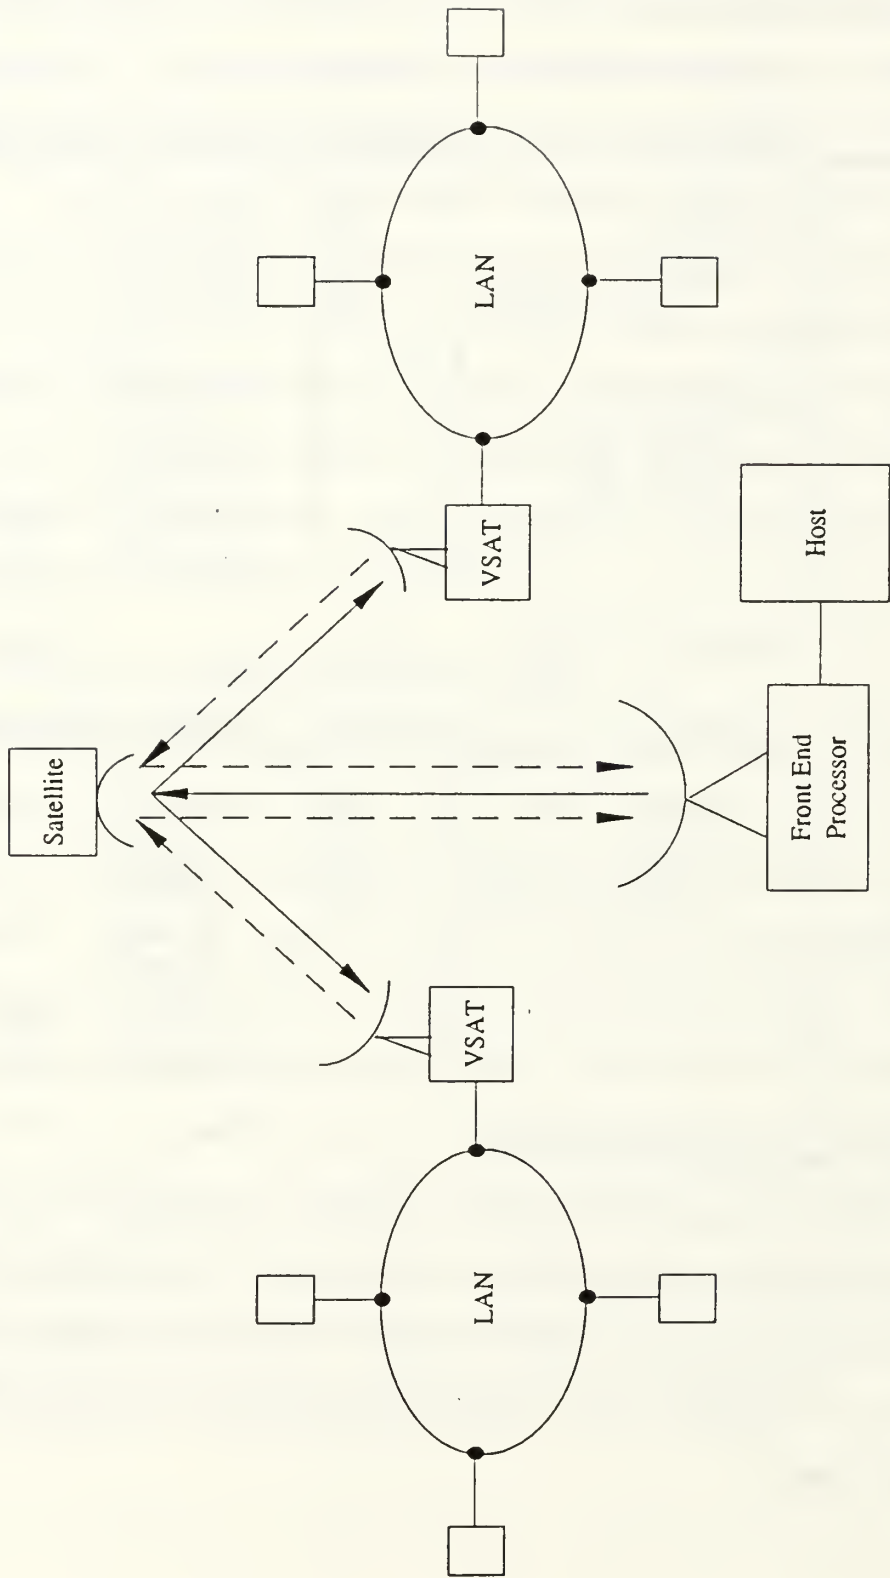 Satellite
LAN
VSAT
VSAT
LAN
Front End
Processor
Host